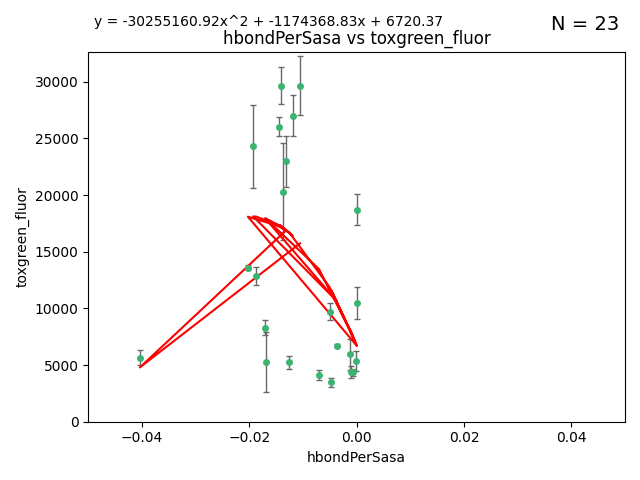 y = -30255160.92x^2 + -1174368.83x + 6720.37
N = 23
hbondPerSasa vs toxgreen_fluor
toxgreen_fluor
30000
25000
20000
15000
10000
5000
0
−0.04
−0.02
0.00
0.02
0.04
hbondPerSasa